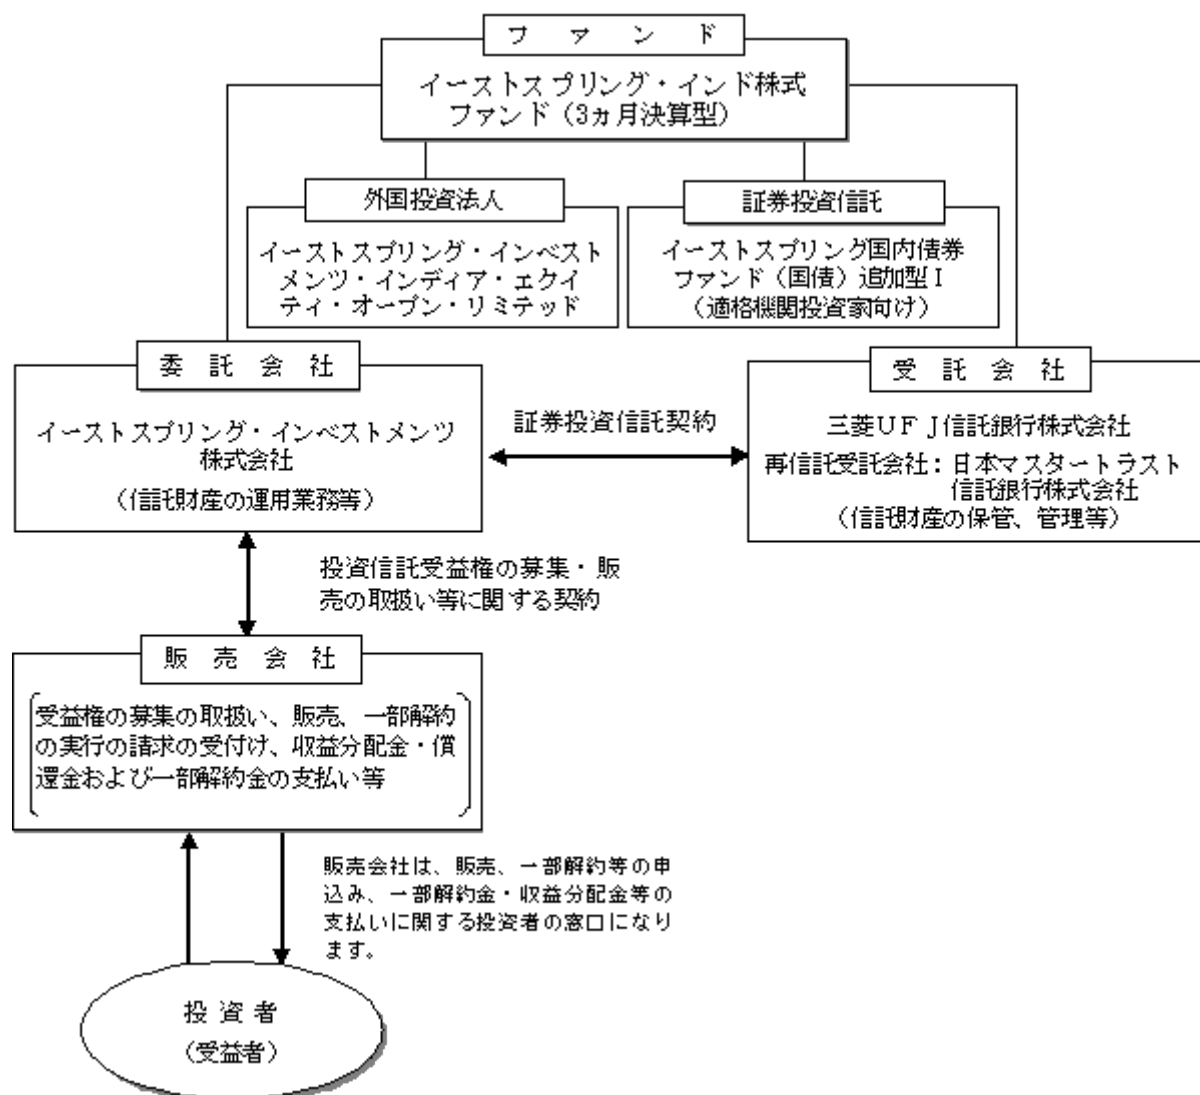 ファンド
イーストスプリング・インド株式
ファンド（3ヵ月決算型）
外国投資法人
イーストスプリング・インベスト
メンツ・インディア・エクイ
ティ・オープン・リミテッド
証券投資信託
イーストスプリング国内債券
ファンド（国債）追加型Ⅰ
（適格機関投資家向け）
委託会社
イーストスプリング・インベストメンツ
株式会社
（信託財産の運用業務等）
証券投資信託契約
受託会社
三菱ＵＦＪ信託銀行株式会社
再信託受託会社：日本マスタートラスト
信託銀行株式会社
（信託財産の保管、管理等）
投資信託受益権の募集・販
売の取扱い等に関する契約
販売会社
受益権の募集の取扱い、販売、一部解約
の実行の請求の受付け、収益分配金・償
還金および一部解約金の支払い等
販売会社は、販売、一部解約等の申
込み、一部解約金・収益分配金等の
支払いに関する投資者の窓口になり
ます。
投資者
（受益者）